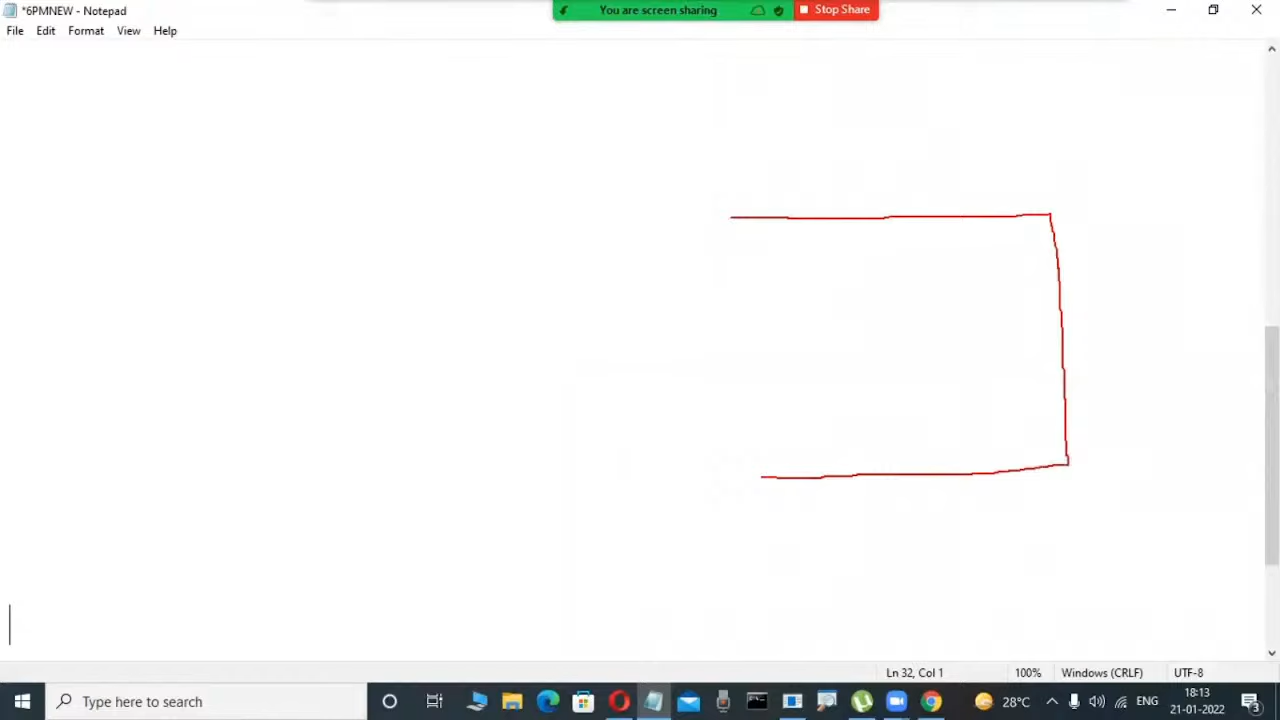 *6PMNEW - Notepad
You are screen sharing
Stop Share
File Edit Format View Help
Ln 32, Col 1
100%
Windows (CRLF)
UTF-8
Type here to search
28°C
ENG
18:13
21-01-2022
3